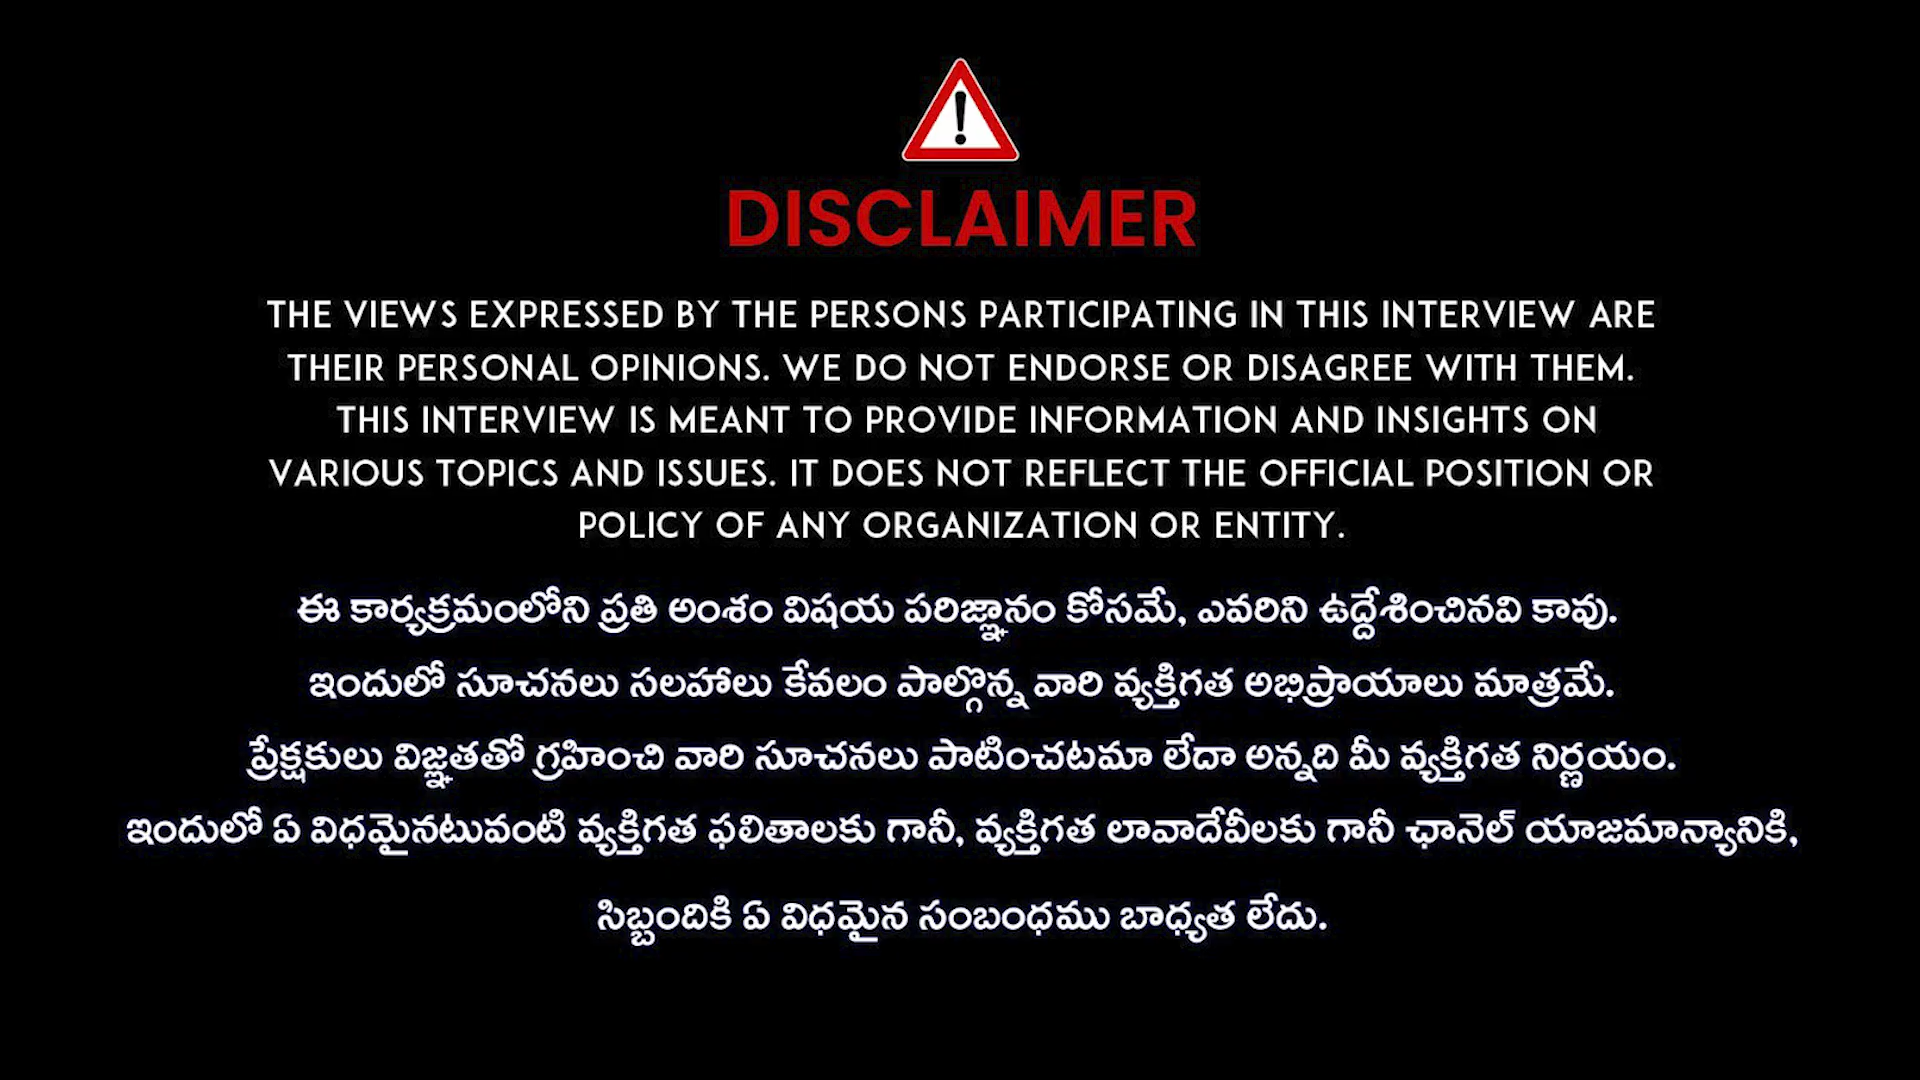 DISCLAIMER
THE VIEWS EXPRESSED BY THE PERSONS PARTICIPATING IN THIS INTERVIEW ARE
THEIR PERSONAL OPINIONS. WE DO NOT ENDORSE OR DISAGREE WITH THEM.
THIS INTERVIEW IS MEANT TO PROVIDE INFORMATION AND INSIGHTS ON
VARIOUS TOPICS AND ISSUES. IT DOES NOT REFLECT THE OFFICIAL POSITION OR
POLICY OF ANY ORGANIZATION OR ENTITY.
ఈ కార్యక్రమంలోని ప్రతి అంశం విషయ పరిజ్ఞానం కోసమే, ఎవరిని ఉద్దేశించినవి కావు.
ఇందులో సూచనలు సలహాలు కేవలం పాల్గొన్న వారి వ్యక్తిగత అభిప్రాయాలు మాత్రమే.
ప్రేక్షకులు విజ్ఞతతో గ్రహించి వారి సూచనలు పాటించటమా లేదా అన్నది మీ వ్యక్తిగత నిర్ణయం.
ఇందులో ఏ విధమైనటువంటి వ్యక్తిగత ఫలితాలకు గానీ, వ్యక్తిగత లావాదేవీలకు గానీ ఛానెల్ యాజమాన్యానికి,
సిబ్బందికి ఏ విధమైన సంబంధము బాధ్యత లేదు.